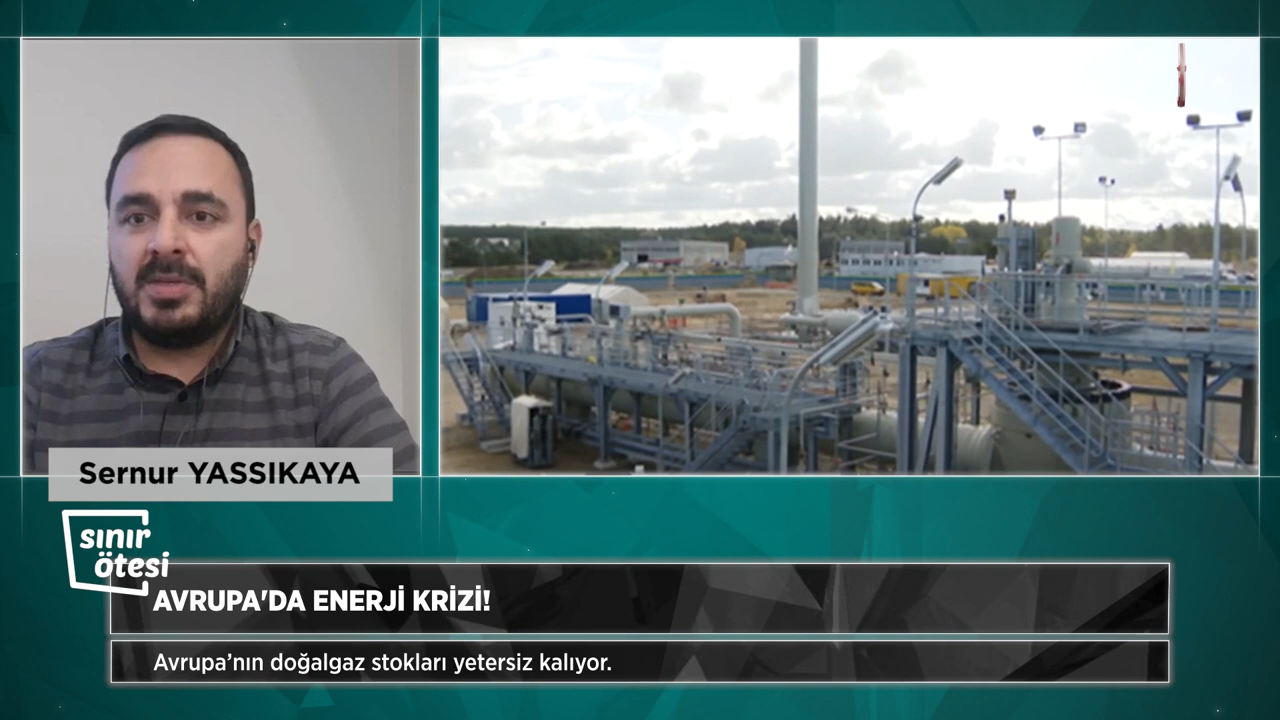 Sernur YASSIKAYA
sınır
ötesi
AVRUPA'DA ENERJİ KRİZİ!
Avrupa’nın doğalgaz stokları yetersiz kalıyor.